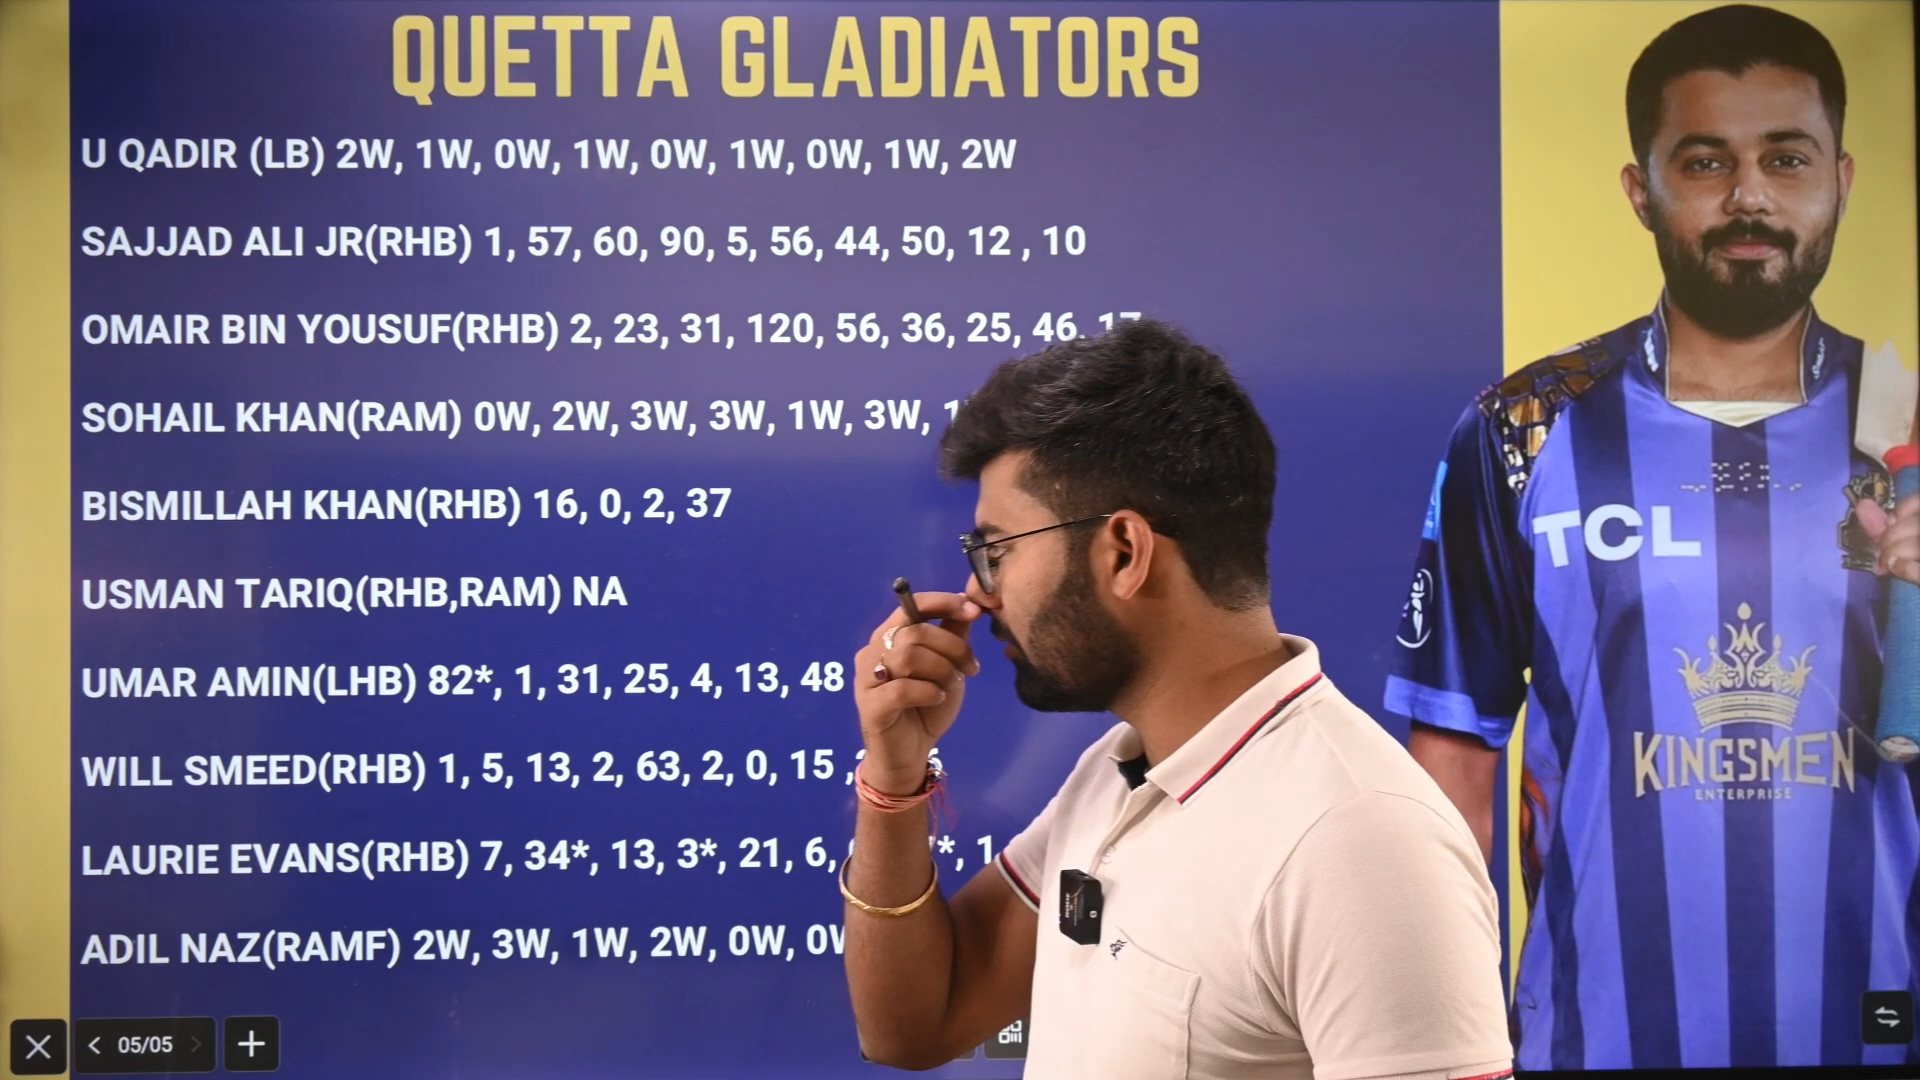 QUETTA GLADIATORS
U QADIR (LB) 2W, 1W, 0W, 1W, 0W, 1W, 0W, 1W, 2W
SAJJAD ALI JR(RHB) 1, 57, 60, 90, 5, 56, 44, 50, 12 , 10
OMAIR BIN YOUSUF(RHB) 2, 23, 31, 120, 56, 36, 25, 46, 17
SOHAIL KHAN(RAM) 0W, 2W, 3W, 3W, 1W, 3W,
BISMILLAH KHAN(RHB) 16, 0, 2, 37
USMAN TARIQ(RHB,RAM) NA
UMAR AMIN(LHB) 82*, 1, 31, 25, 4, 13, 48
WILL SMEED(RHB) 1, 5, 13, 2, 63, 2, 0, 15 ,
LAURIE EVANS(RHB) 7, 34*, 13, 3*, 21, 6,
ADIL NAZ(RAMF) 2W, 3W, 1W, 2W, 0W,
TCL
KINGSMEN
ENTERPRISE
05/05